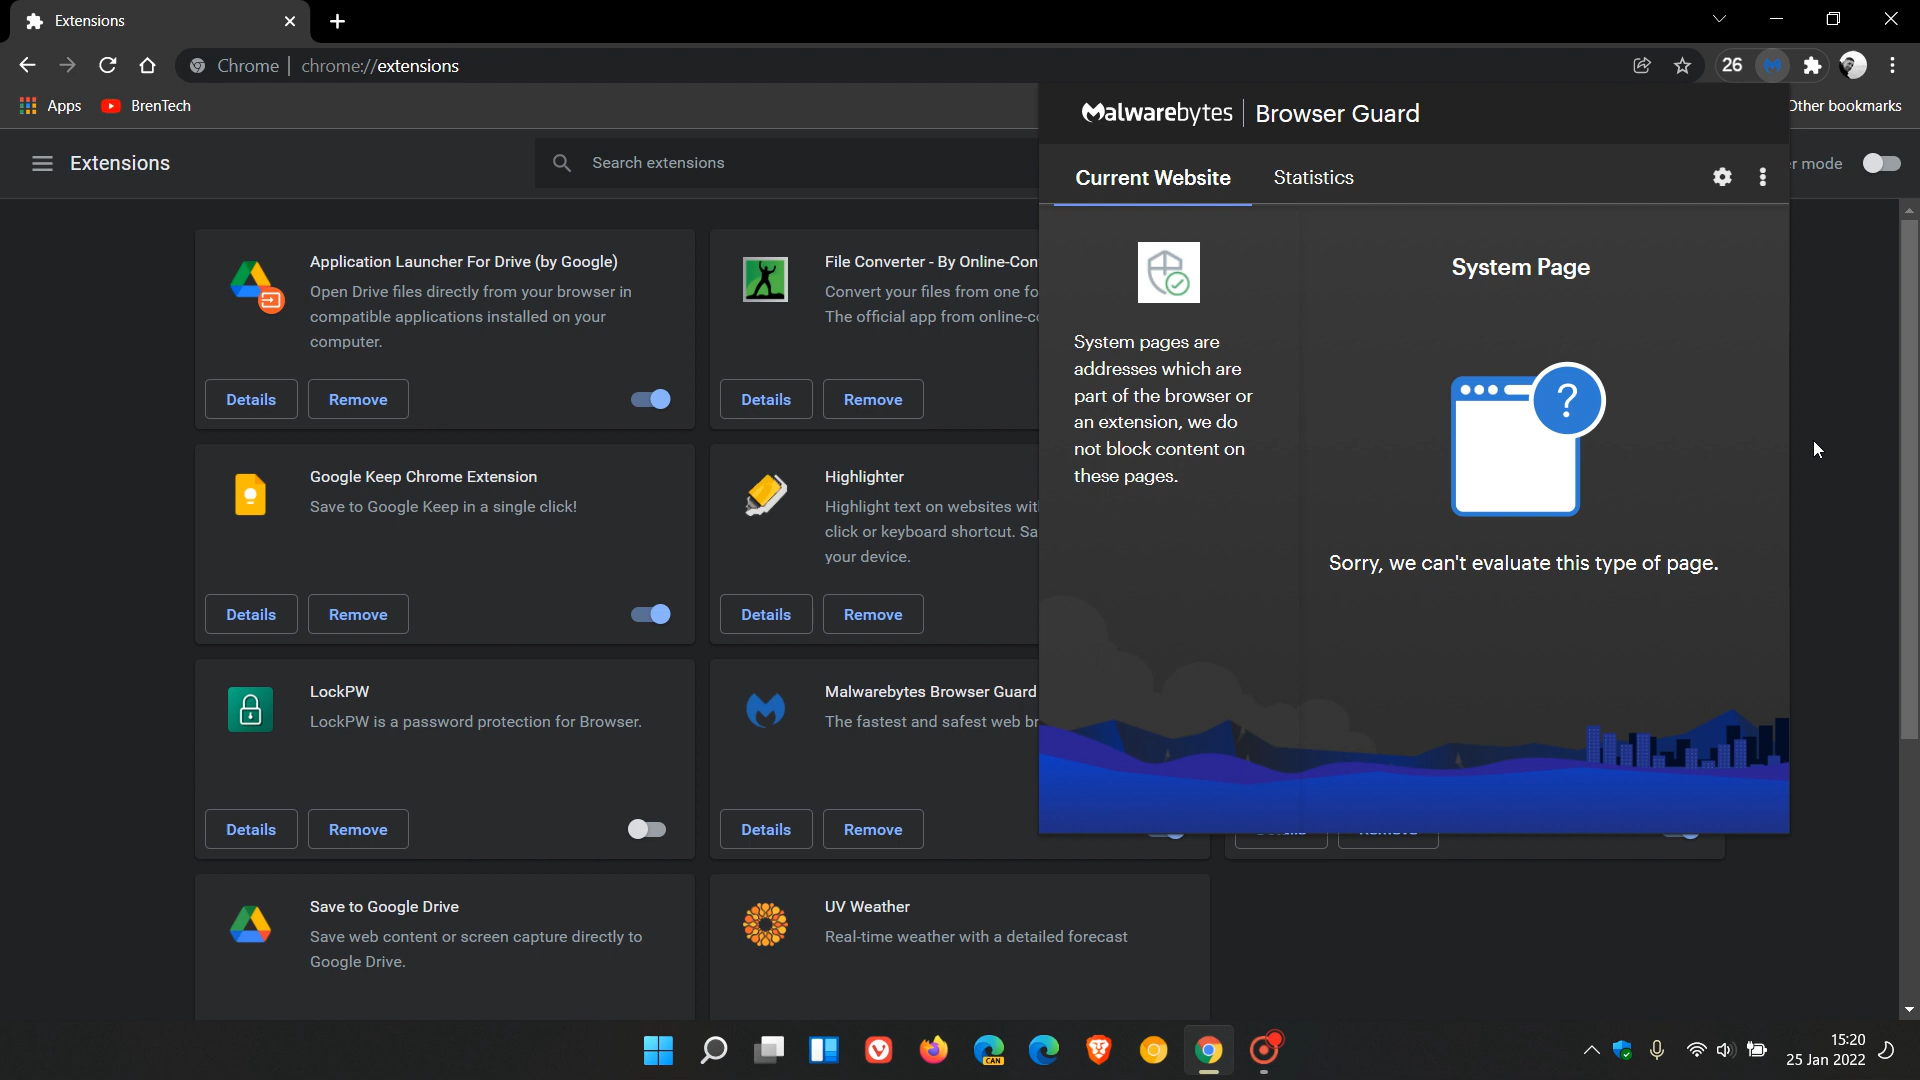 Extensions
Chrome | chrome://extensions
26
Apps
BrenTech
Other bookmarks
Extensions
Search extensions
r mode
Malwarebytes | Browser Guard
Current Website
Statistics
System pages are
addresses which are
part of the browser or
an extension, we do
not block content on
these pages.
System Page
?
Sorry, we can't evaluate this type of page.
Application Launcher For Drive (by Google)
Open Drive files directly from your browser in
compatible applications installed on your
computer.
Details
Remove
File Converter - By Online-Con
Convert your files from one fo
The official app from online-c
Details
Remove
Google Keep Chrome Extension
Save to Google Keep in a single click!
Details
Remove
Highlighter
Highlight text on websites wit
click or keyboard shortcut. Sa
your device.
Details
Remove
LockPW
LockPW is a password protection for Browser.
Details
Remove
Malwarebytes Browser Guard
The fastest and safest web br
Details
Remove
Save to Google Drive
Save web content or screen capture directly to
Google Drive.
UV Weather
Real-time weather with a detailed forecast
CAN
15:20
25 Jan 2022